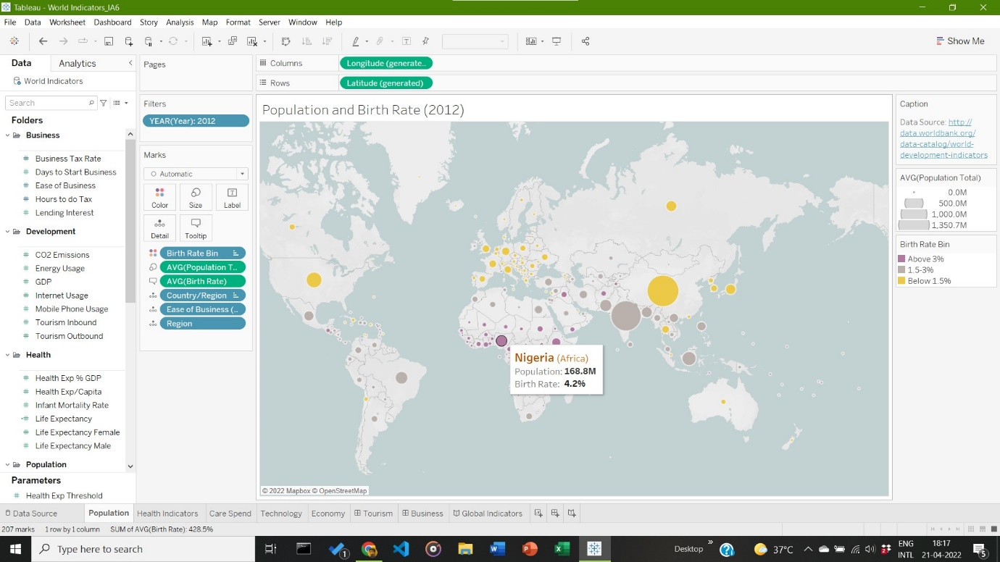 Tableau - World Indicators_IA6
File Data Worksheet Dashboard Story Analysis Map Format Server Window Help
Show Me
Data Analytics
World Indicators
Search
Folders
Business
Business Tax Rate
Days to Start Business
Ease of Business
Hours to do Tax
Lending Interest
Development
CO2 Emissions
Energy Usage
GDP
Internet Usage
Mobile Phone Usage
Tourism Inbound
Tourism Outbound
Health
Health Exp % GDP
Health Exp/Capita
Infant Mortality Rate
Life Expectancy
Life Expectancy Female
Life Expectancy Male
Population
Parameters
Health Exp Threshold
Pages
Filters
YEAR(Year): 2012
Marks
Automatic
Color Size Label
Detail Tooltip
Birth Rate Bin
AVG(Population T..
AVG(Birth Rate)
Country/Region
Ease of Business (..
Region
Columns Longitude (generate..
Rows Latitude (generated)
Population and Birth Rate (2012)
Nigeria (Africa)
Population: 168.8M
Birth Rate: 4.2%
© 2022 Mapbox © OpenStreetMap
Caption
Data Source: http://
data.worldbank.org/
data-catalog/world-
development-indicators
AVG(Population Total)
0.0M
500.0M
1,000.0M
1,350.7M
Birth Rate Bin
Above 3%
1.5-3%
Below 1.5%
Data Source Population Health Indicators Care Spend Technology Economy Tourism Business Global Indicators
207 marks 1 row by 1 column SUM of AVG(Birth Rate): 428.5%
Type here to search
1
Desktop
37°C
ENG
INTL
18:17
21-04-2022
5